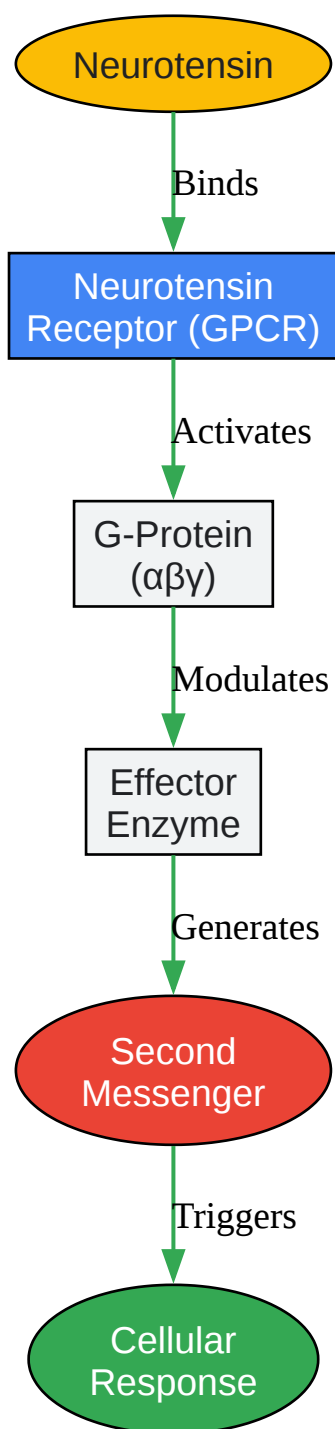 Neurotensin
Binds
Neurotensin
Receptor (GPCR)
Activates
G-Protein
(αβγ)
Modulates
Effector
Enzyme
Generates
Second
Messenger
Triggers
Cellular
Response